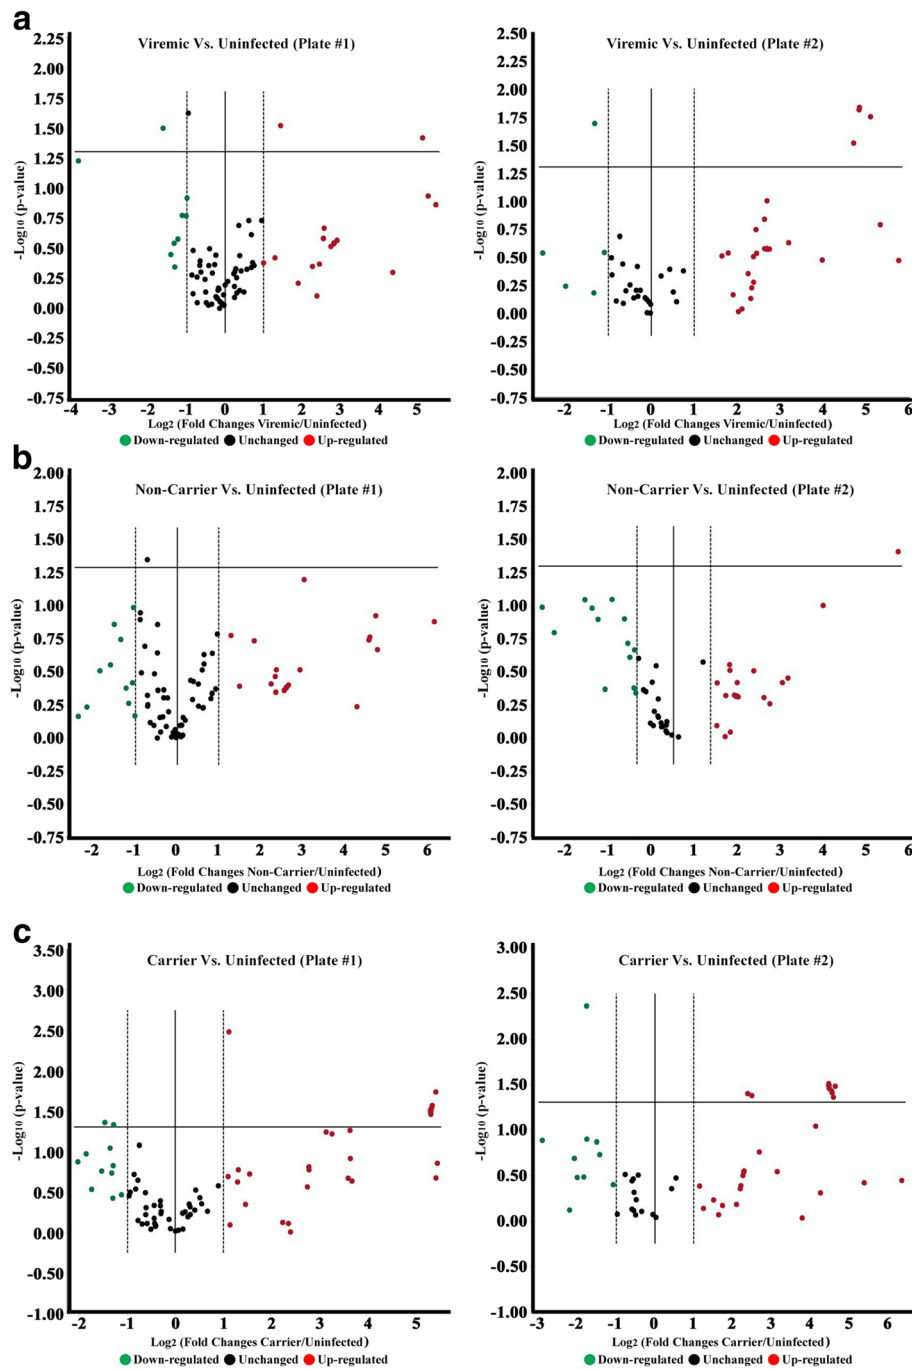 a
Viremic Vs. Uninfected (Plate #1)
-Log10 (p-value)
2.25
2.00
1.75
1.50
1.25
1.00
0.75
0.50
0.25
0.00
-0.25
-0.50
-0.75
-4 -3 -2 -1 0 1 2 3 4 5
Log2 (Fold Changes Viremic/Uninfected)
Down-regulated Unchanged Up-regulated
Viremic Vs. Uninfected (Plate #2)
-Log10 (p-value)
2.50
2.25
2.00
1.75
1.50
1.25
1.00
0.75
0.50
0.25
0.00
-0.25
-0.50
-0.75
-2 -1 0 1 2 3 4 5 6
Log2 (Fold Changes Viremic/Uninfected)
Down-regulated Unchanged Up-regulated
b
Non-Carrier Vs. Uninfected (Plate #1)
-Log10 (p-value)
2.00
1.75
1.50
1.25
1.00
0.75
0.50
0.25
0.00
0.25
0.50
-0.75
-2 -1 0 1 2 3 4 5 6
Log2 (Fold Changes Non-Carrier/Uninfected)
Down-regulated Unchanged Up-regulated
Non-Carrier Vs. Uninfected (Plate #2)
-Log10 (p-value)
2.00
1.75
1.50
1.25
1.00
0.75
0.50
0.25
0.00
0.25
0.50
-0.75
-2 -1 0 1 2 3 4 5 6
Log2 (Fold Changes Non-Carrier/Uninfected)
Down-regulated Unchanged Up-regulated
c
Carrier Vs. Uninfected (Plate #1)
-Log10 (p-value)
3.50
3.00
2.50
2.00
1.50
1.00
0.50
0.00
-0.50
-1.00
-2 -1 0 1 2 3 4 5
Log2 (Fold Changes Carrier/Uninfected)
Down-regulated Unchanged Up-regulated
Carrier Vs. Uninfected (Plate #2)
-Log10 (p-value)
3.00
2.50
2.00
1.50
1.00
0.50
0.00
-0.50
-1.00
-3 -2 -1 0 1 2 3 4 5 6
Log2 (Fold Changes Carrier/Uninfected)
Down-regulated Unchanged Up-regulated